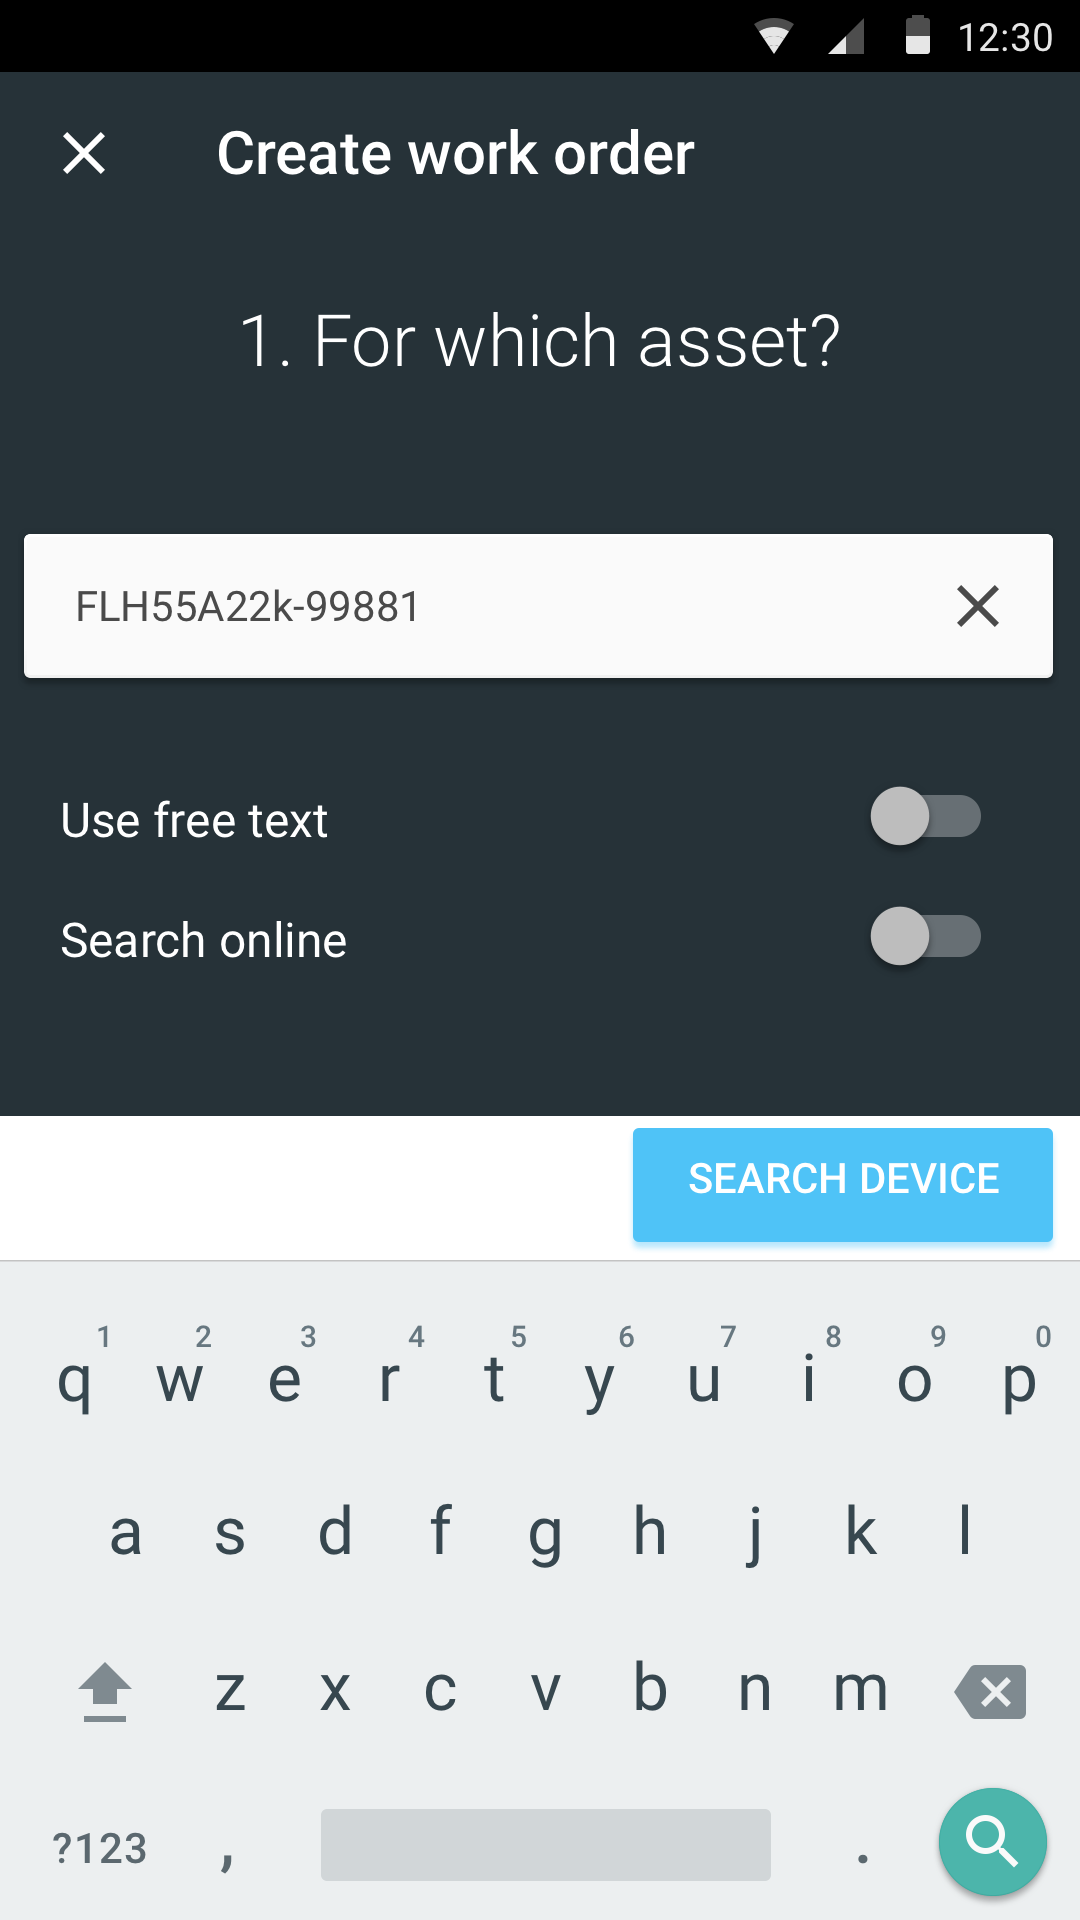 12:30
Create work order
1. For which asset?
FLH55A22k-99881
Use free text
Search online
SEARCH DEVICE
1 2 3 4 5 6 7 8 9 0
q w e r t y u i o p
a s d f g h j k l
z x c v b n m
?123 , .